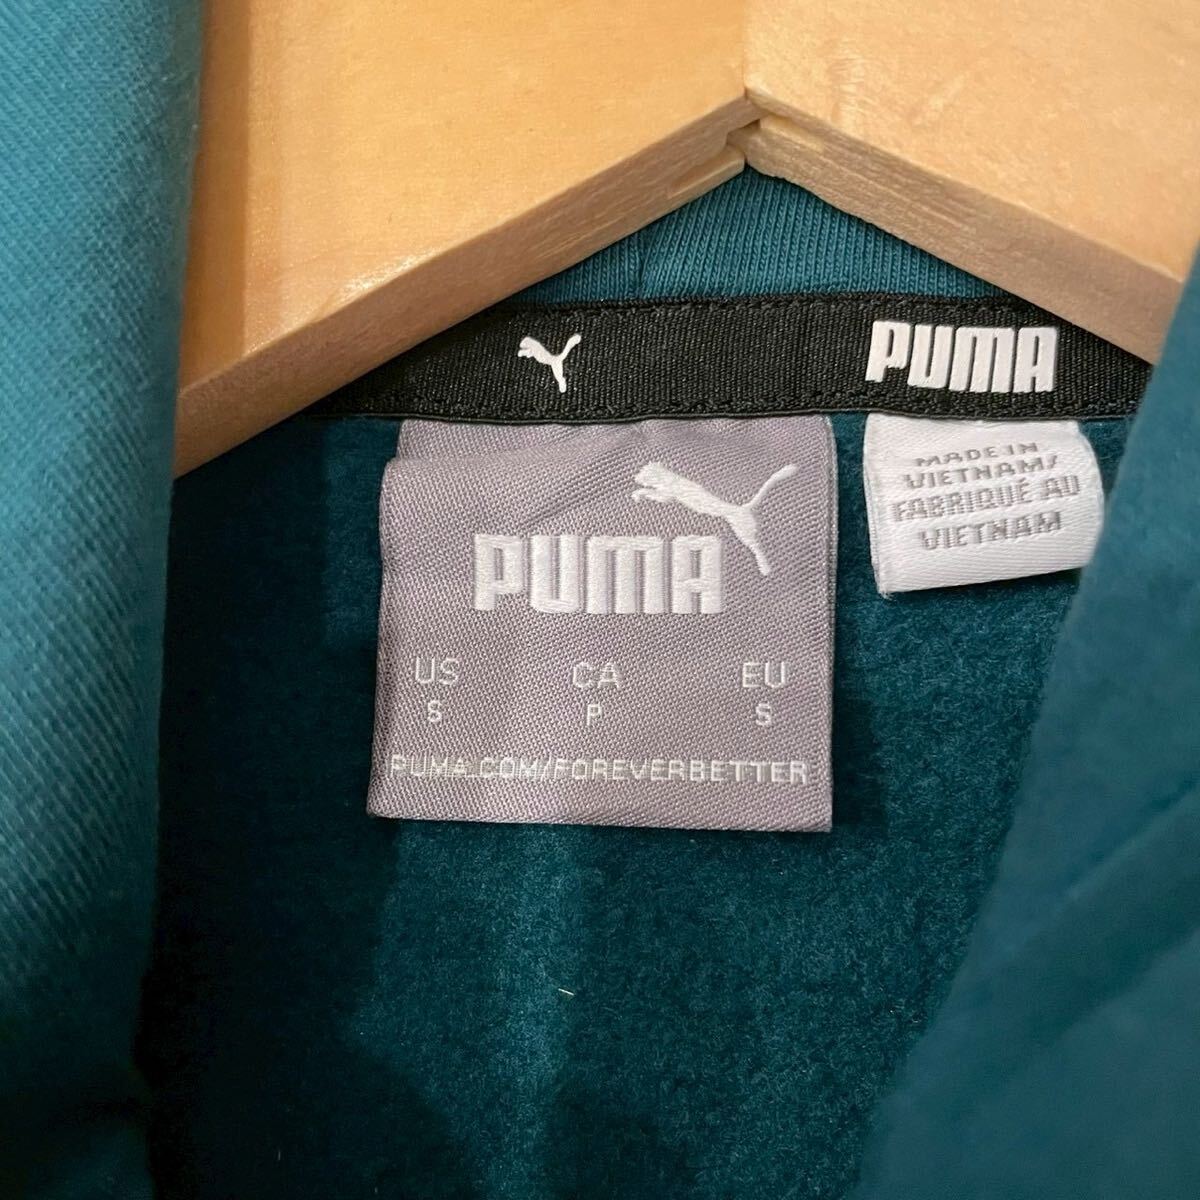 PUMA
MADE IN
VIETNAM/
FABRIQUÉ AU
VIETNAM
PUMA
US CA EU
S P S
PUMA.COM/FOREVERBETTER